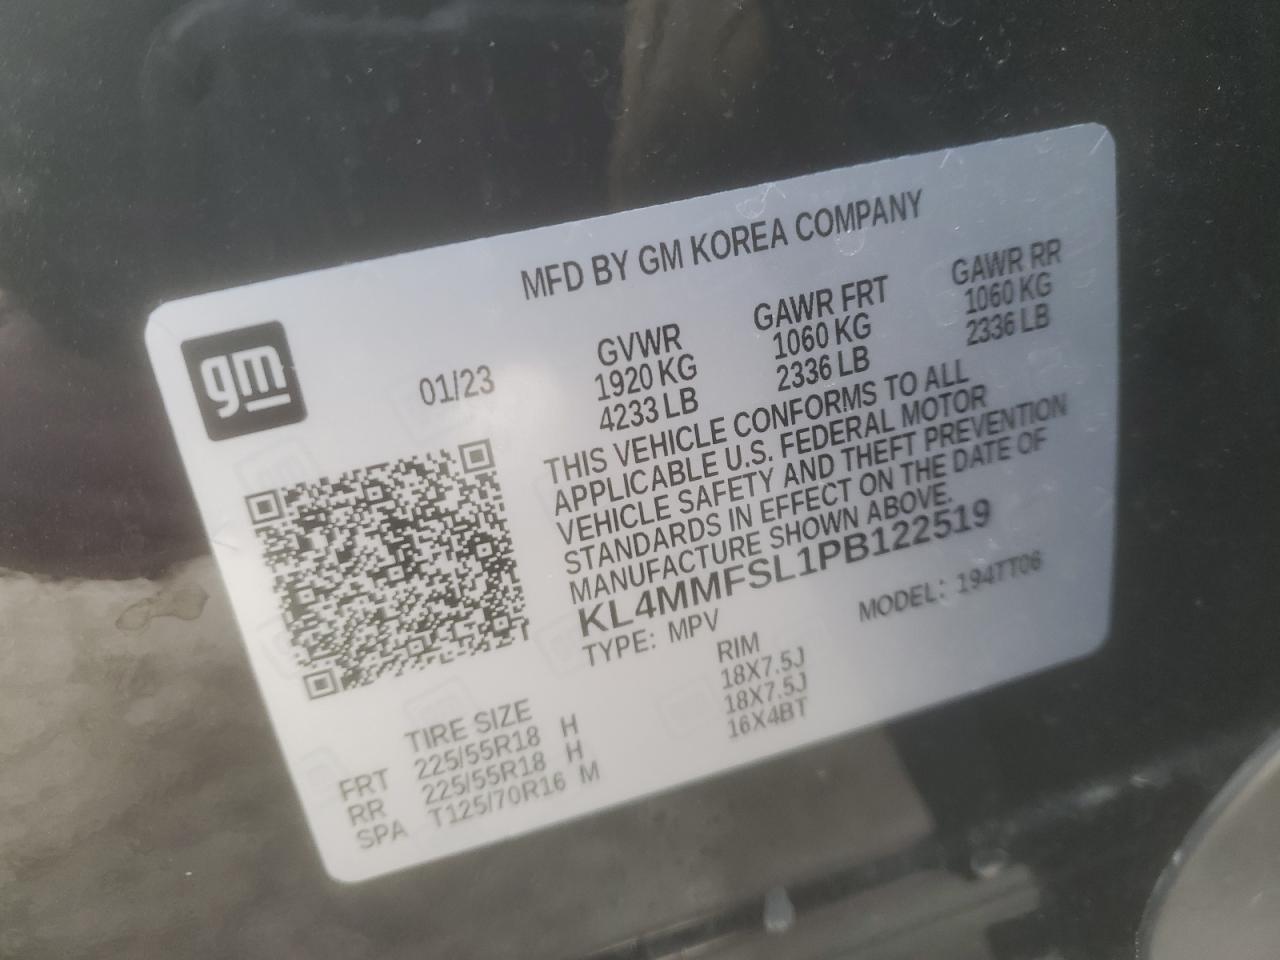 MFD BY GM KOREA COMPANY
gm
01/23
GVWR GAWR FRT GAWR RR
1920 KG 1060 KG 1060 KG
4233 LB 2336 LB 2336 LB
THIS VEHICLE CONFORMS TO ALL
APPLICABLE U.S. FEDERAL MOTOR
VEHICLE SAFETY AND THEFT PREVENTION
STANDARDS IN EFFECT ON THE DATE OF
MANUFACTURE SHOWN ABOVE.
KL4MMFSL1PB122519
TYPE: MPV MODEL: 194TT06
TIRE SIZE RIM
FRT 225/55R18 H 18X7.5J
RR 225/55R18 H 18X7.5J
SPA T125/70R16 M 16X4BT